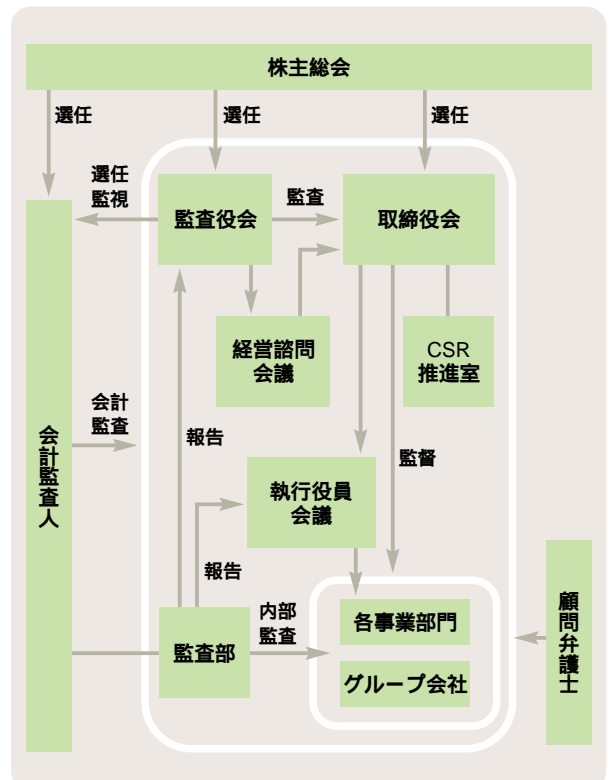 株主総会
選任
選任
選任
選任
監視
監査役会
監査
取締役会
経営諮問
会議
CSR
推進室
会計
監査
会計監査人
報告
監督
執行役員
会議
報告
内部
監査
監査部
各事業部門
グループ会社
顧問弁護士